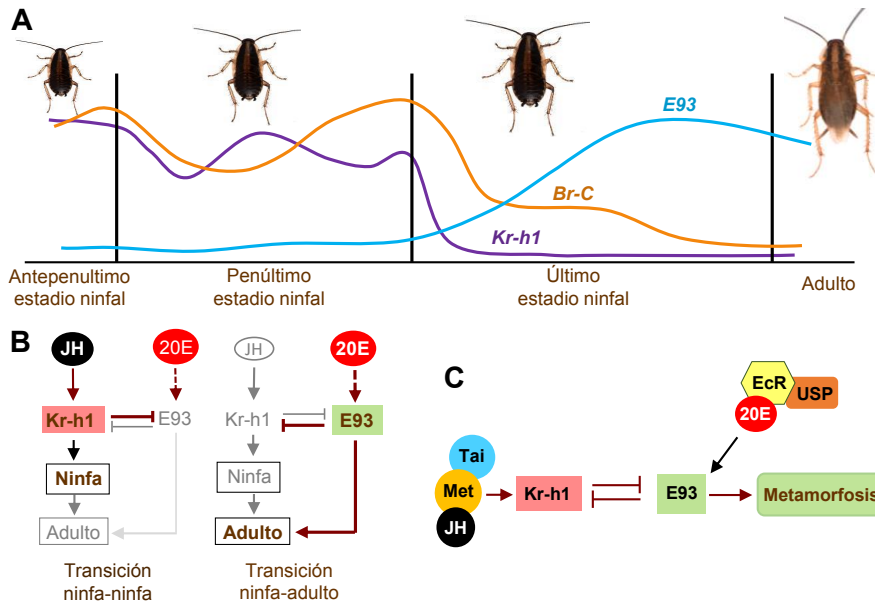 A
E93
Br-C
Kr-h1
Antepenultimo
estadio ninfal
Penúltimo
estadio ninfal
Último
estadio ninfal
Adulto
B
JH
20E
Kr-h1
E93
Ninfa
Adulto
Transición
ninfa-ninfa
JH
20E
Kr-h1
E93
Ninfa
Adulto
Transición
ninfa-adulto
C
EcR
USP
20E
Tai
Met
JH
Kr-h1
E93
Metamorfosis